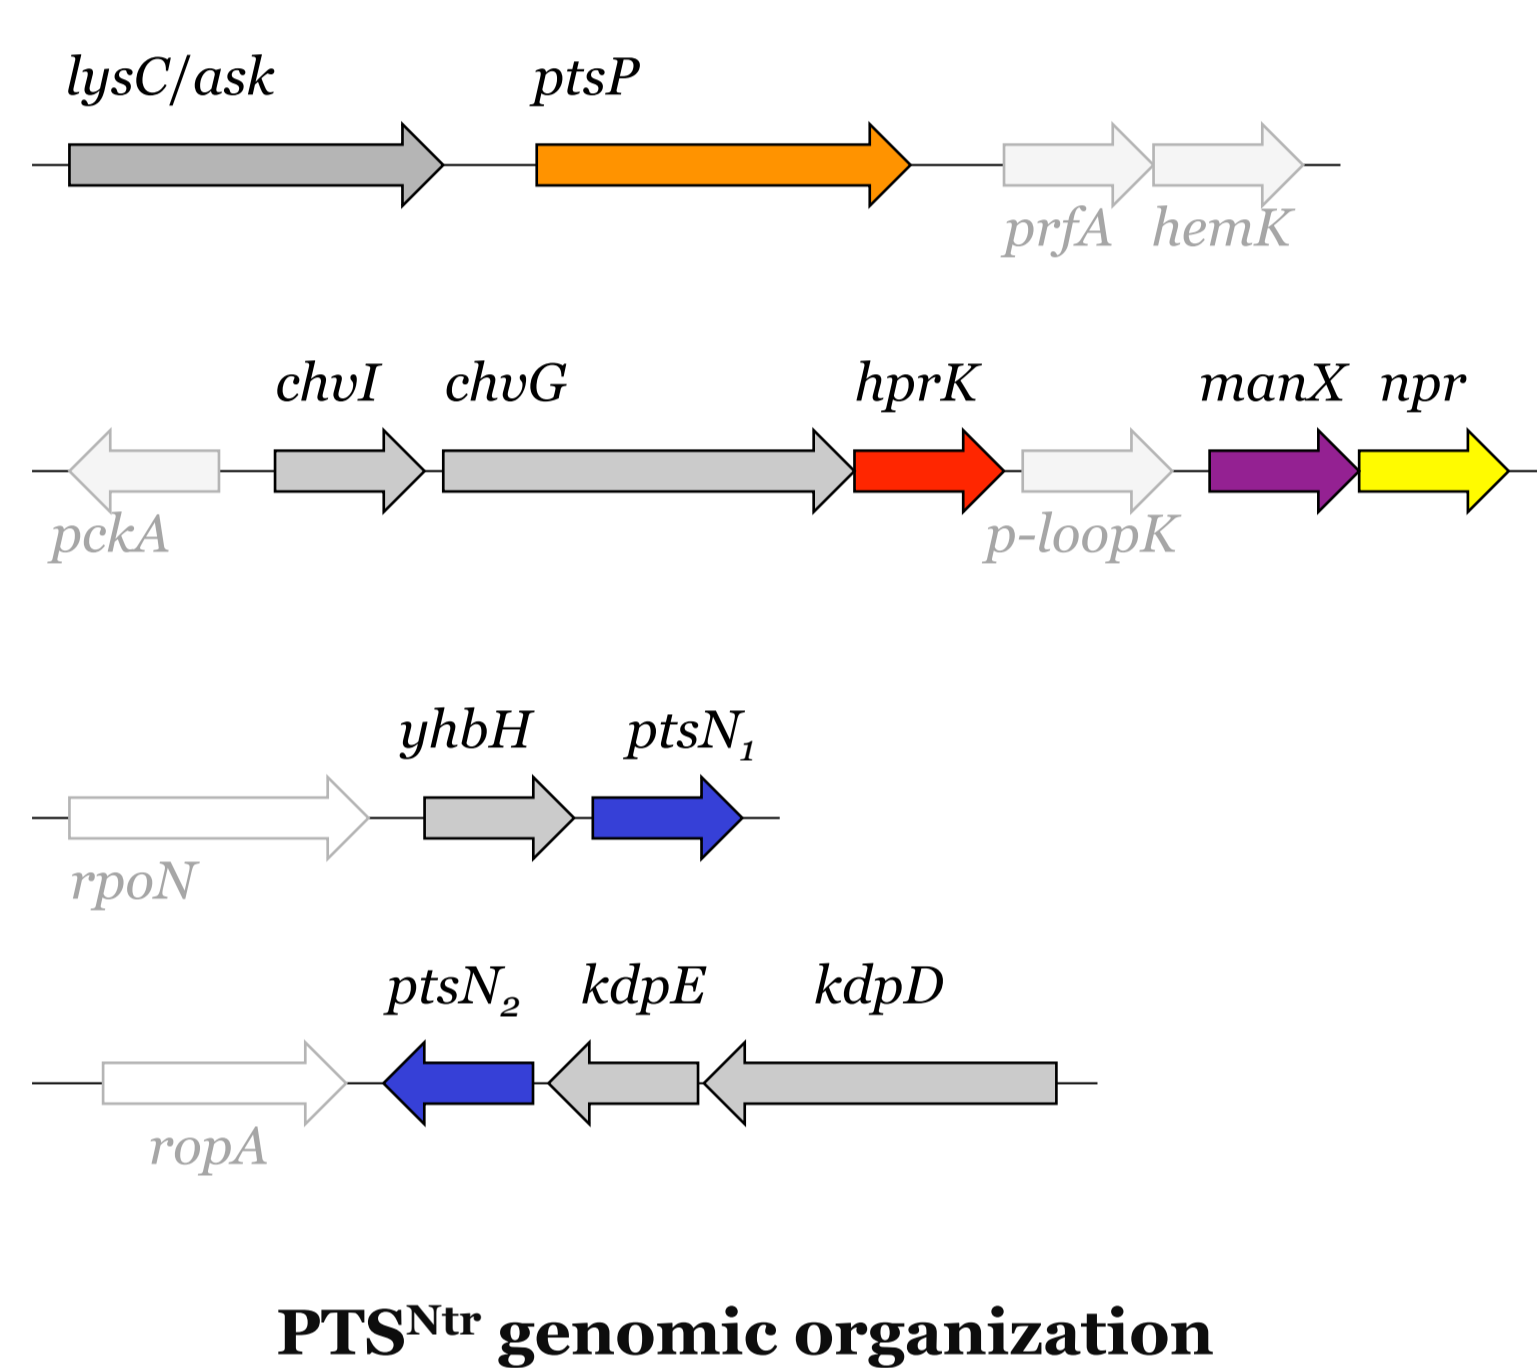 lysC/ask ptsP
prfA hemK
chvI chvG hprK manX npr
pckA p-loopK
yhbH ptsN₁
rpoN
ptsN₂ kdpE kdpD
ropA
PTSᴺᵗʳ genomic organization